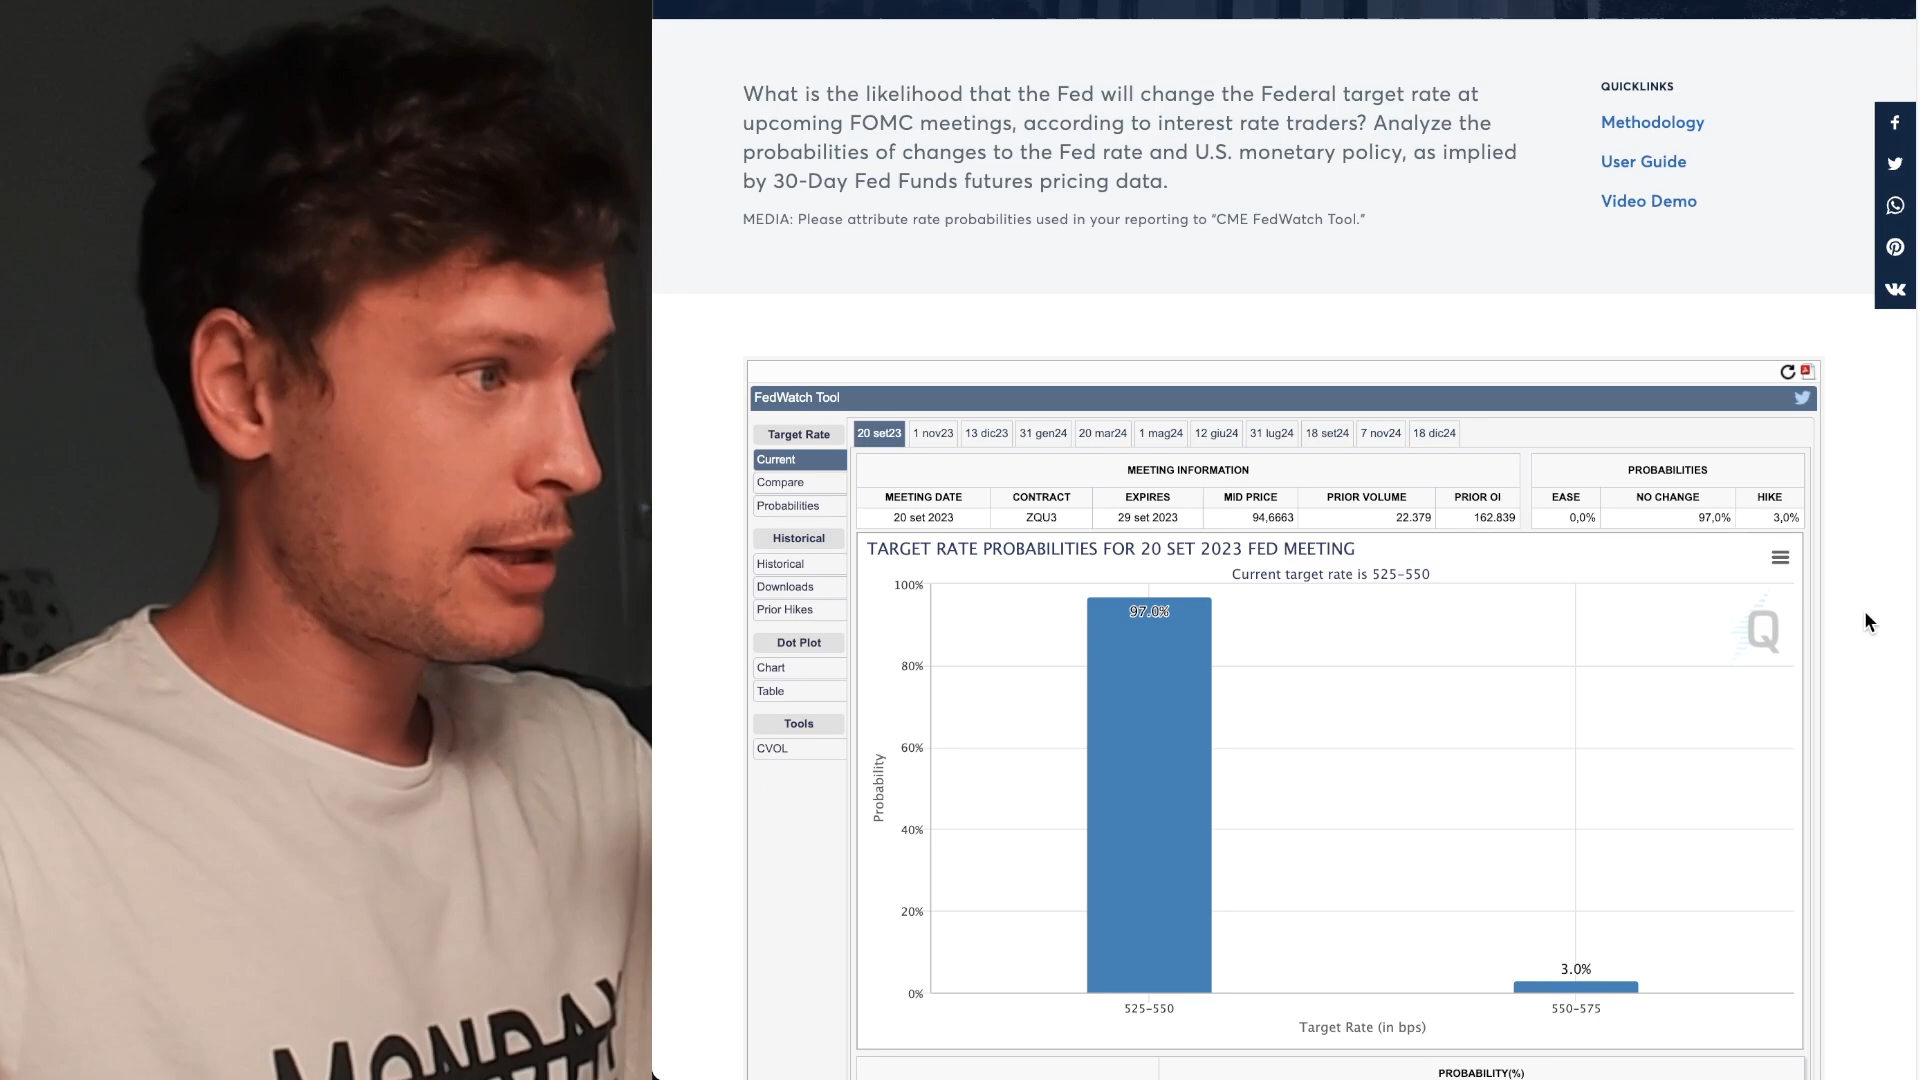 What is the likelihood that the Fed will change the Federal target rate at
upcoming FOMC meetings, according to interest rate traders? Analyze the
probabilities of changes to the Fed rate and U.S. monetary policy, as implied
by 30-Day Fed Funds futures pricing data.
MEDIA: Please attribute rate probabilities used in your reporting to “CME FedWatch Tool.”
QUICKLINKS
Methodology
User Guide
Video Demo
FedWatch Tool
Target Rate
Current
Compare
Probabilities
Historical
Historical
Downloads
Prior Hikes
Dot Plot
Chart
Table
Tools
CVOL
20 set23 1 nov23 13 dic23 31 gen24 20 mar24 1 mag24 12 giu24 31 lug24 18 set24 7 nov24 18 dic24
MEETING INFORMATION
MEETING DATE CONTRACT EXPIRES MID PRICE PRIOR VOLUME PRIOR OI
20 set 2023 ZQU3 29 set 2023 94,6663 22.379 162.839
PROBABILITIES
EASE NO CHANGE HIKE
0,0% 97,0% 3,0%
TARGET RATE PROBABILITIES FOR 20 SET 2023 FED MEETING
Current target rate is 525-550
100%
80%
60%
40%
20%
0%
Probability
97.0%
3.0%
Q
525-550 550-575
Target Rate (in bps)
PROBABILITY(%)
MONDAY